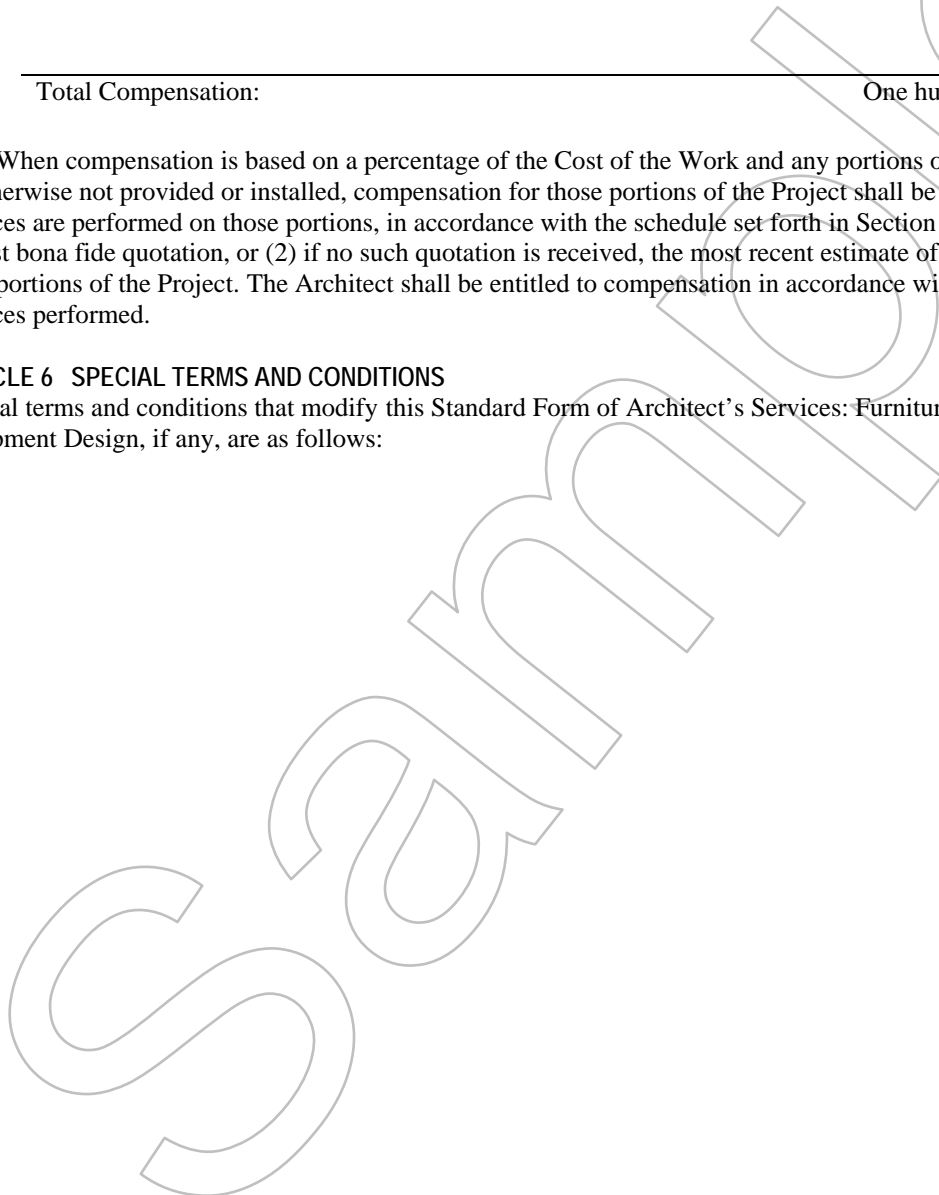 Total Compensation: One hu
When compensation is based on a percentage of the Cost of the Work and any portions o
erwise not provided or installed, compensation for those portions of the Project shall be
ces are performed on those portions, in accordance with the schedule set forth in Section
st bona fide quotation, or (2) if no such quotation is received, the most recent estimate of
portions of the Project. The Architect shall be entitled to compensation in accordance wi
ces performed.
CLE 6 SPECIAL TERMS AND CONDITIONS
al terms and conditions that modify this Standard Form of Architect's Services: Furnitur
pment Design, if any, are as follows:
Sampl